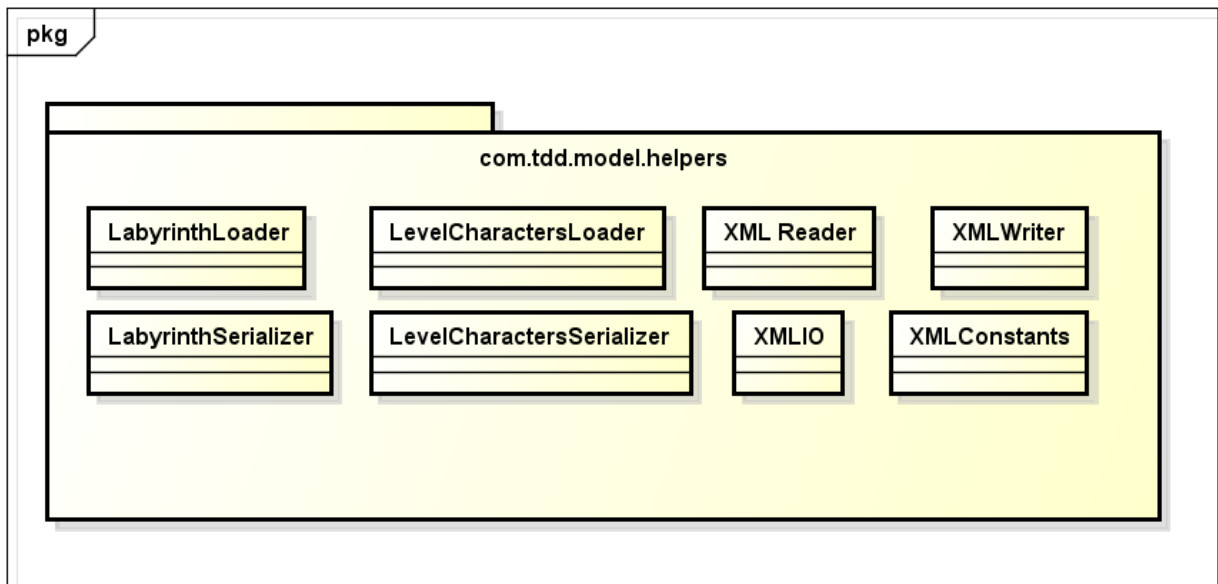 pkg
com.tdd.model.helpers
LabyrinthLoader
LevelCharactersLoader
XML Reader
XMLWriter
LabyrinthSerializer
LevelCharactersSerializer
XMLIO
XMLConstants